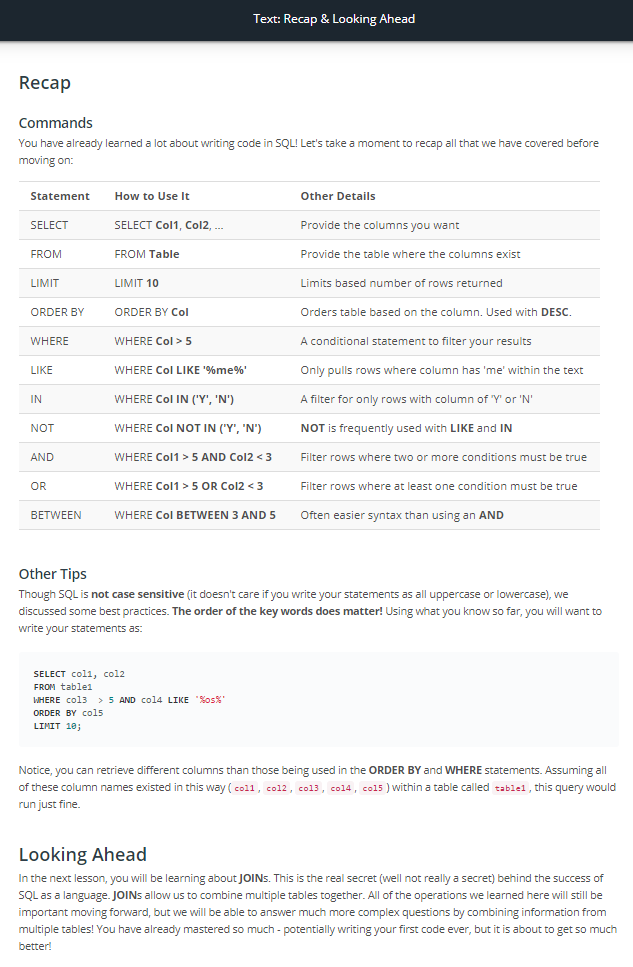 Text: Recap & Looking Ahead
Recap
Commands
You have already learned a lot about writing code in SQL! Let's take a moment to recap all that we have covered before
moving on:
Statement How to Use It Other Details
SELECT SELECT Col1, Col2, ... Provide the columns you want
FROM FROM Table Provide the table where the columns exist
LIMIT LIMIT 10 Limits based number of rows returned
ORDER BY ORDER BY Col Orders table based on the column. Used with DESC.
WHERE WHERE Col > 5 A conditional statement to filter your results
LIKE WHERE Col LIKE '%me%' Only pulls rows where column has 'me' within the text
IN WHERE Col IN ('Y', 'N') A filter for only rows with column of 'Y' or 'N'
NOT WHERE Col NOT IN ('Y', 'N') NOT is frequently used with LIKE and IN
AND WHERE Col1 > 5 AND Col2 < 3 Filter rows where two or more conditions must be true
OR WHERE Col1 > 5 OR Col2 < 3 Filter rows where at least one condition must be true
BETWEEN WHERE Col BETWEEN 3 AND 5 Often easier syntax than using an AND
Other Tips
Though SQL is not case sensitive (it doesn't care if you write your statements as all uppercase or lowercase), we
discussed some best practices. The order of the key words does matter! Using what you know so far, you will want to
write your statements as:
SELECT col1, col2
FROM table1
WHERE col3 > 5 AND col4 LIKE '%os%'
ORDER BY col5
LIMIT 10;
Notice, you can retrieve different columns than those being used in the ORDER BY and WHERE statements. Assuming all
of these column names existed in this way ( col1 , col2 , col3 , col4 , col5 ) within a table called table1 , this query would
run just fine.
Looking Ahead
In the next lesson, you will be learning about JOINs. This is the real secret (well not really a secret) behind the success of
SQL as a language. JOINs allow us to combine multiple tables together. All of the operations we learned here will still be
important moving forward, but we will be able to answer much more complex questions by combining information from
multiple tables! You have already mastered so much - potentially writing your first code ever, but it is about to get so much
better!